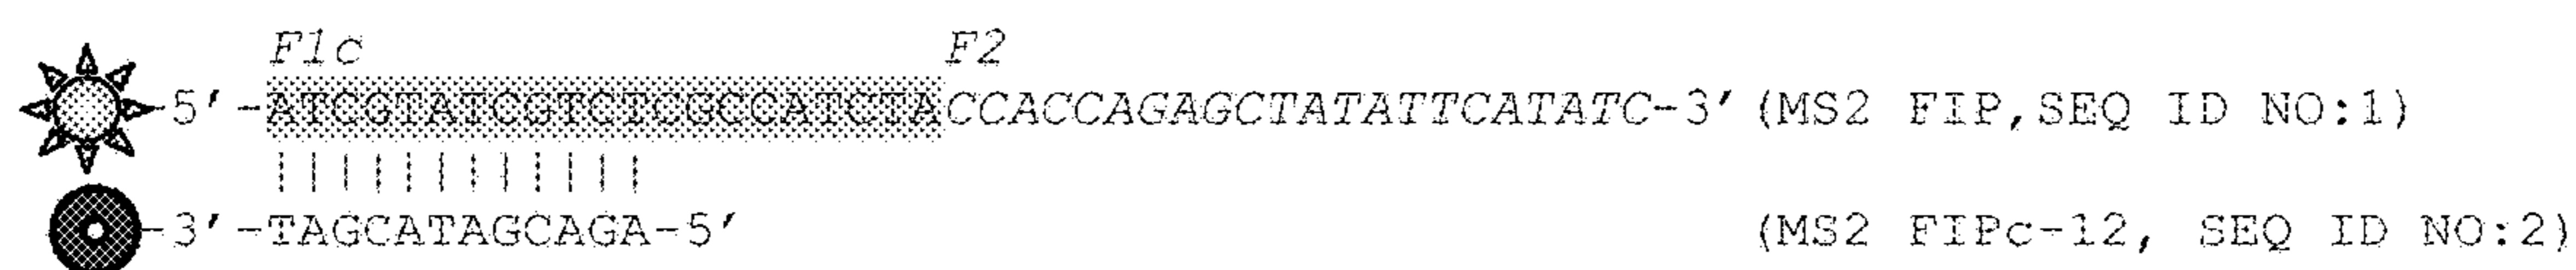 F1c F2
5'-ATCGTATCGTCTCGCCATCTACCACCAGAGCTATATTCATATC-3' (MS2 FIP,SEQ ID NO:1)
3'-TAGCATAGCAGA-5' (MS2 FIPc-12, SEQ ID NO:2)